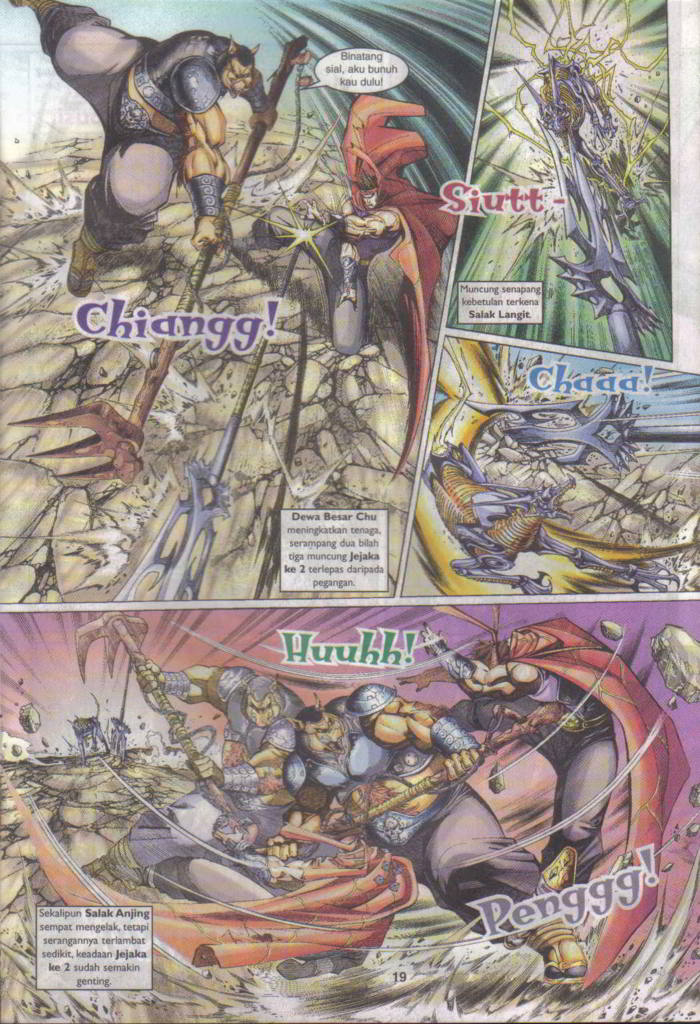 Binatang
sial, aku bunuh
kau dulu!
Chiangg!
Dewa Besar Chu
meningkatkan tenaga,
serampang dua bilah
tiga muncung Jejaka
ke 2 terlepas daripada
pegangan.
Siutt-
Muncung senapang
kebetulan terkena
Salak Langit.
Chaaa!
Huuhh!
Penggg!
Sekalipun Salak Anjing
sempat mengelak, tetapi
serangannya terlambat
sedikit, keadaan Jejaka
ke 2 sudah semakin
genting.
19